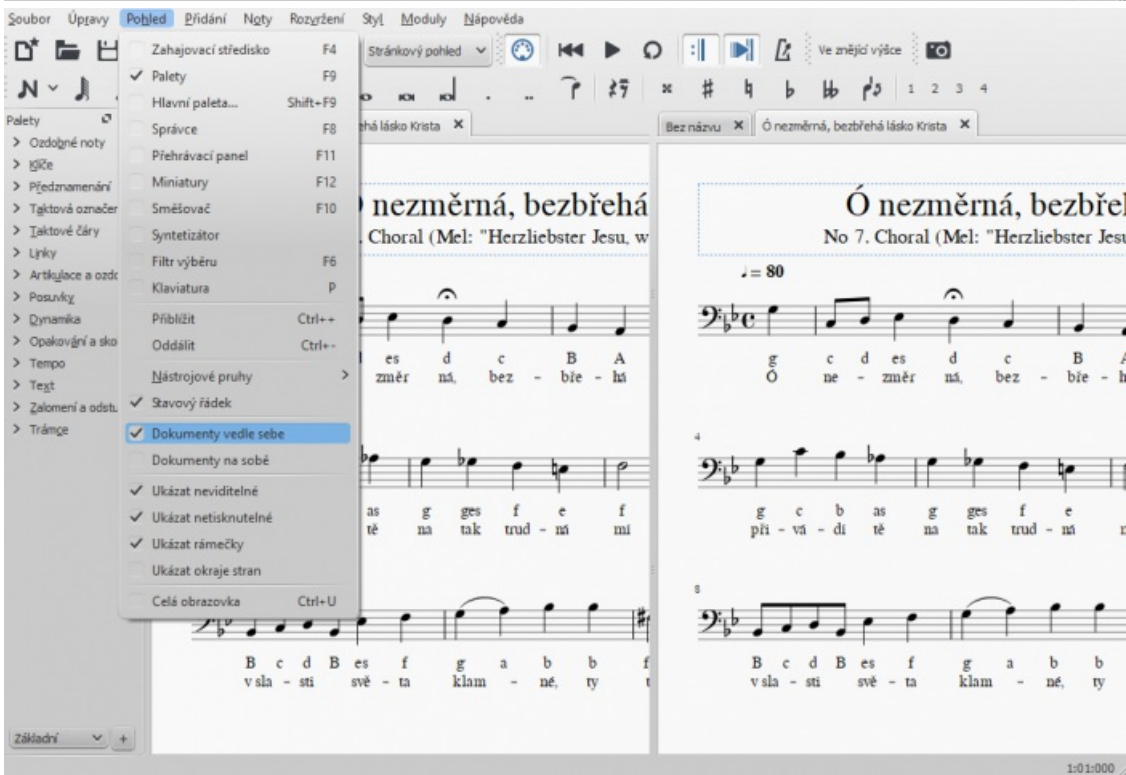 Soubor Úpravy Pohled Přidání Noty Rozvržení Styl Moduly Nápověda
Stránkový pohled
Ve znějící výšce
1 2 3 4
Palety
Ozdobné noty
Klíče
Předznamenání
Taktová označer
Taktové čáry
Linky
Artikulace a ozdo
Posuvky
Dynamika
Opakování a sko
Tempo
Text
Zalomení a odstu
Trámce
Základní
Zahajovací středisko F4
Palety F9
Hlavní paleta... Shift+F9
Správce F8
Přehrávací panel F11
Miniatury F12
Směšovač F10
Syntetizátor
Filtr výběru F6
Klaviatura P
Přiblížit Ctrl++
Oddálit Ctrl+-
Nástrojové pruhy
Stavový řádek
Dokumenty vedle sebe
Dokumenty na sobě
Ukázat neviditelné
Ukázat netisknutelné
Ukázat rámečky
Ukázat okraje stran
Celá obrazovka Ctrl+U
ehá lásko Krista
nezměrná, bezbřehá
. Choral (Mel: "Herzliebster Jesu, w
es d c B A
změr ná, bez - bře - há
as g ges f e f
tě na tak trud - ná mí
B c d B es f g a b b f
v sla - sti svě - ta klam - né, ty
Bez názvu
Ó nezměrná, bezbřehá lásko Krista
Ó nezměrná, bezbře
No 7. Choral (Mel: "Herzliebster Jesu
= 80
g c d es d c B A
Ó ne - změr ná, bez - bře - h
4
g c b as g ges f e
při - vá - dí tě na tak trud - ná
8
B c d B es f g a b b
v sla - sti svě - ta klam - né, ty
1:01:000